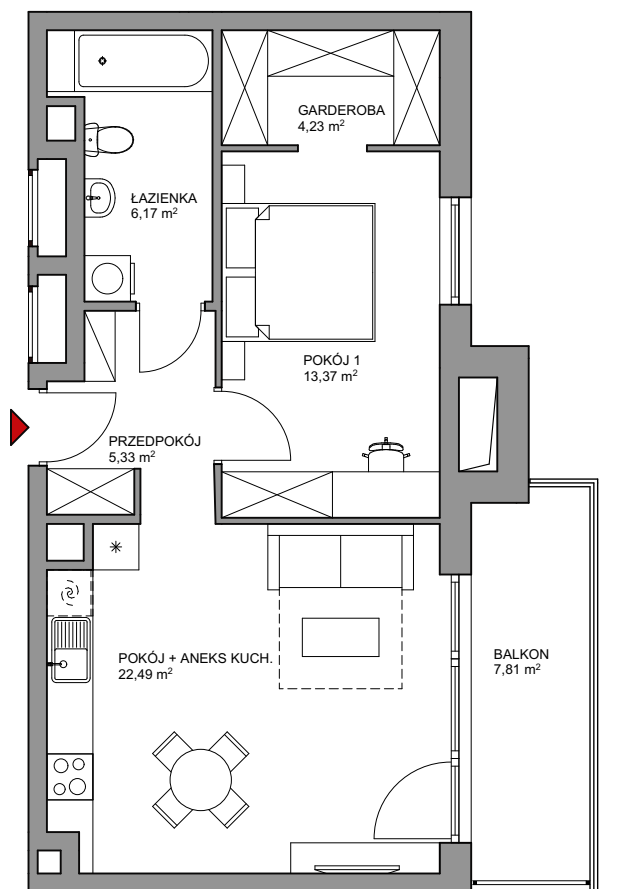 GARDEROBA
4,23 m²
ŁAZIENKA
6,17 m²
POKÓJ 1
13,37 m²
PRZEDPOKÓJ
5,33 m²
POKÓJ + ANEKS KUCH.
22,49 m²
BALKON
7,81 m²